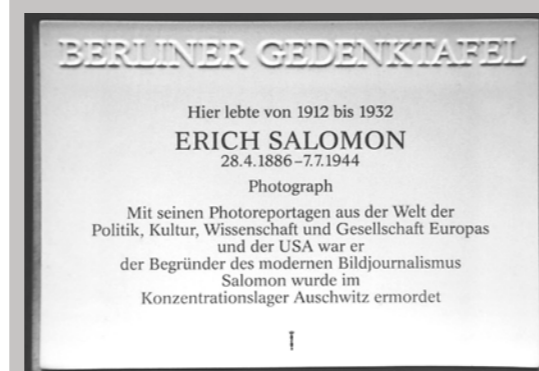 BERLINER GEDENKTAFEL
Hier lebte von 1912 bis 1932
ERICH SALOMON
28.4.1886–7.7.1944
Photograph
Mit seinen Photoreportagen aus der Welt der
Politik, Kultur, Wissenschaft und Gesellschaft Europas
und der USA war er
der Begründer des modernen Bildjournalismus
Salomon wurde im
Konzentrationslager Auschwitz ermordet